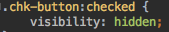 .chk-button:checked {
    visibility: hidden;